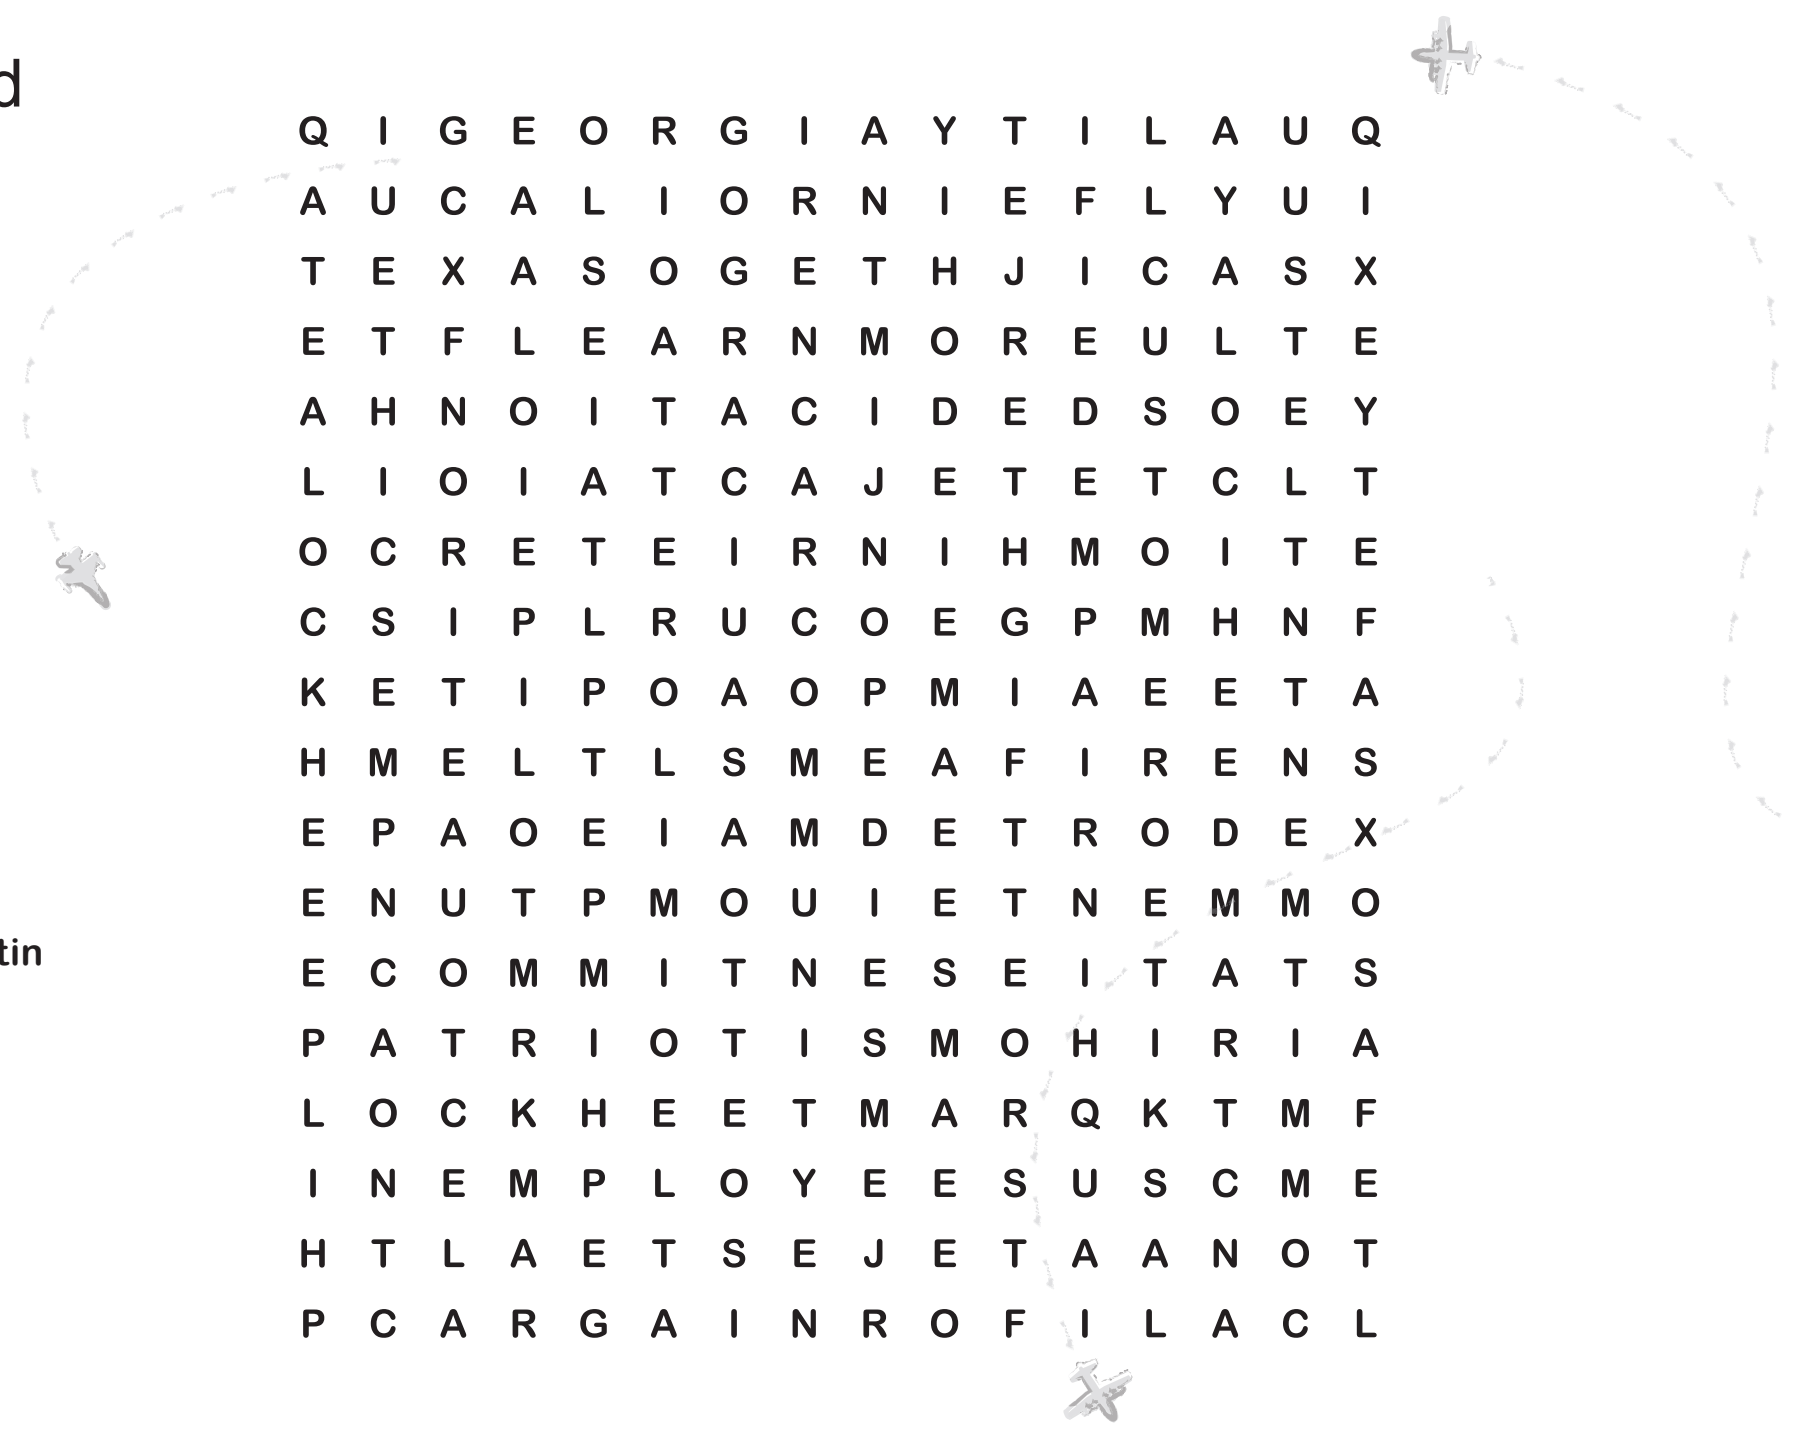 d
Q I G E O R G I A Y T I L A U Q
A U C A L I O R N I E F L Y U I
T E X A S O G E T H J I C A S X
E T F L E A R N M O R E U L T E
A H N O I T A C I D E D S O E Y
L I O I A T C A J E T E T C L T
O C R E T E I R N I H M O I T E
C S I P L R U C O E G P M H N F
K E T I P O A O P M I A E E T A
H M E L T L S M E A F I R E N S
E P A O E I A M D E T R O D E X
E N U T P M O U I E T N E M M O
tin
E C O M M I T N E S E I T A T S
P A T R I O T I S M O H I R I A
L O C K H E E T M A R Q K T M F
I N E M P L O Y E E S U S C M E
H T L A E T S E J E T A A N O T
P C A R G A I N R O F I L A C L